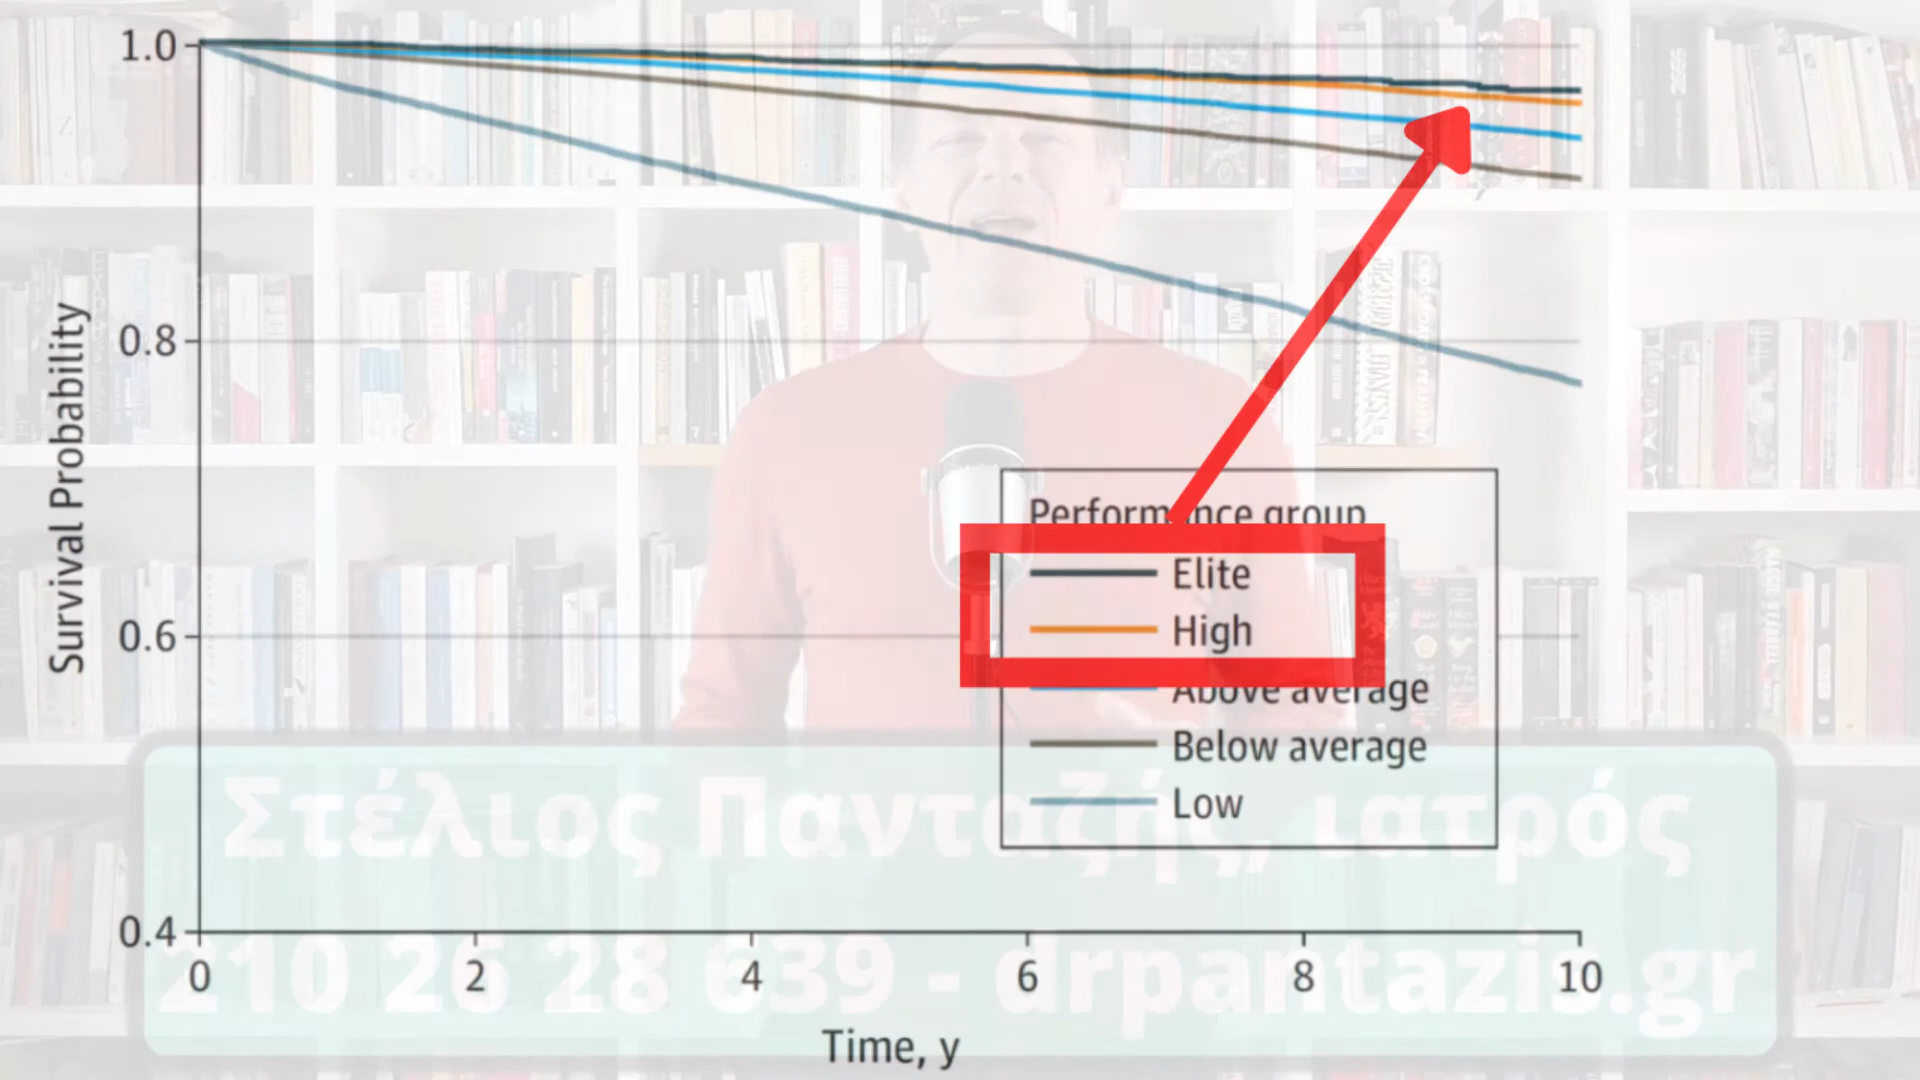 1.0
0.8
0.6
0.4
Survival Probability
0
2
4
6
8
10
Time, y
Performance group
Elite
High
Above average
Below average
Low
Στέλιος Πανταζής, ιατρός
210 26 28 639 - drpantazis.gr